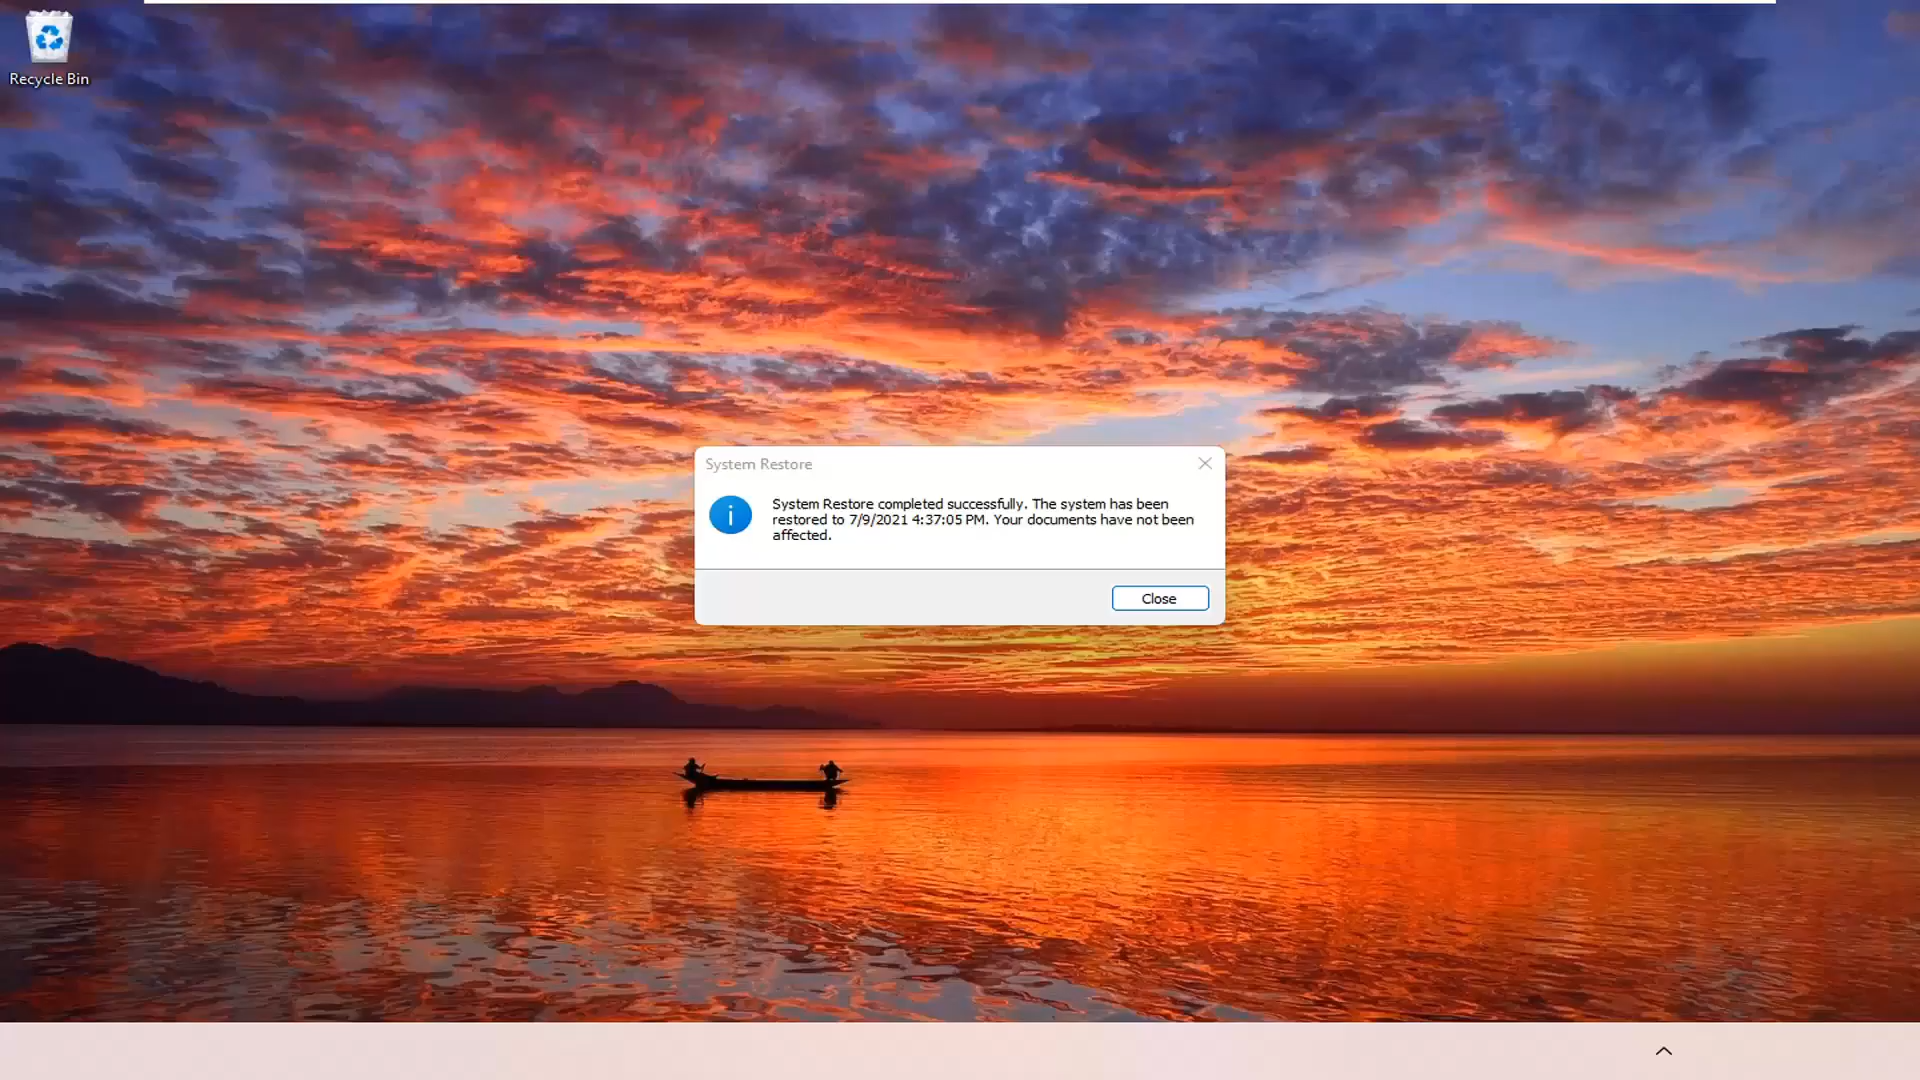 Recycle Bin
System Restore
System Restore completed successfully. The system has been
restored to 7/9/2021 4:37:05 PM. Your documents have not been
affected.
Close